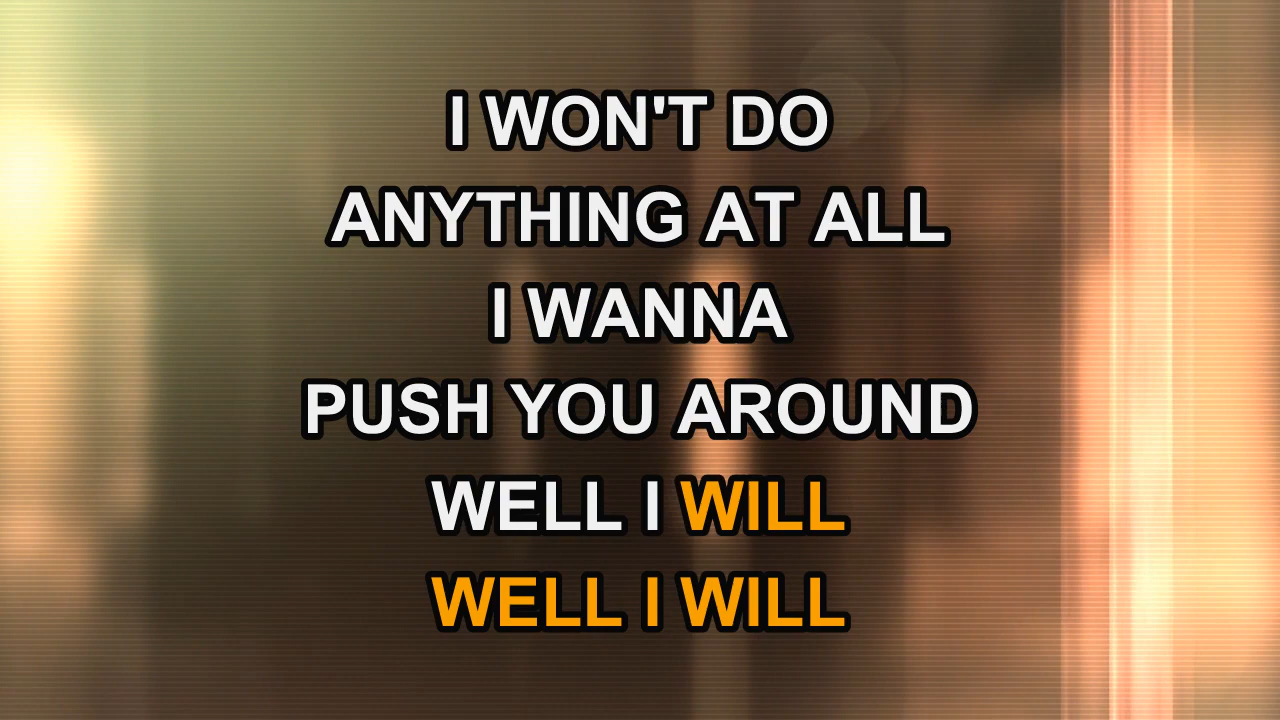 I WON'T DO
ANYTHING AT ALL
I WANNA
PUSH YOU AROUND
WELL I WILL
WELL I WILL